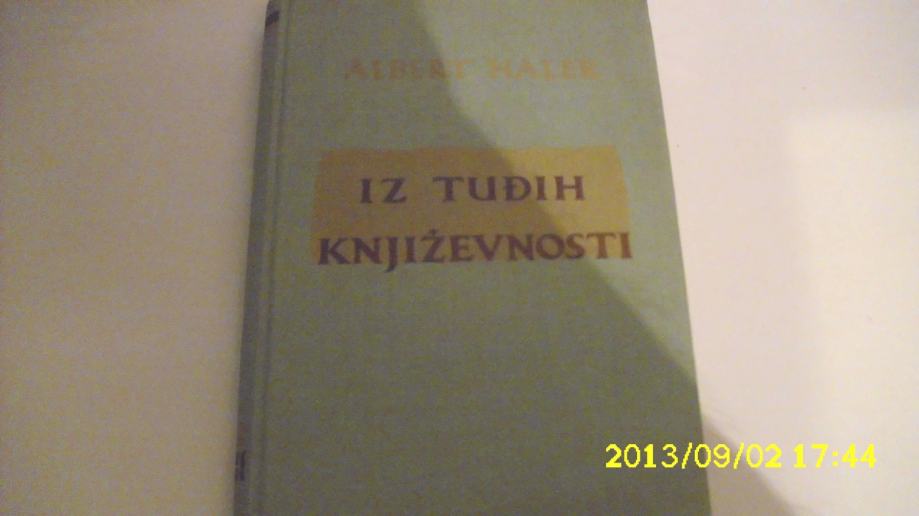 ALBERT HALER
IZ TUĐIH
KNJIŽEVNOSTI
2013/09/02 17:44